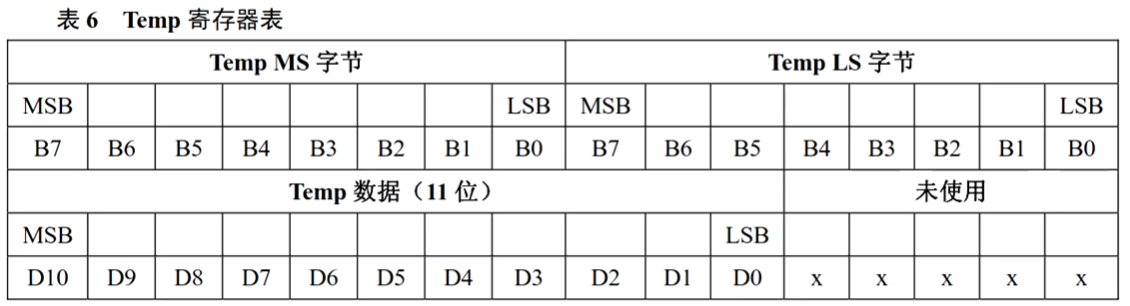 表 6 Temp 寄存器表
Temp MS 字节 Temp LS 字节
MSB LSB MSB LSB
B7 B6 B5 B4 B3 B2 B1 B0 B7 B6 B5 B4 B3 B2 B1 B0
Temp 数据（11 位） 未使用
MSB LSB
D10 D9 D8 D7 D6 D5 D4 D3 D2 D1 D0 x x x x x